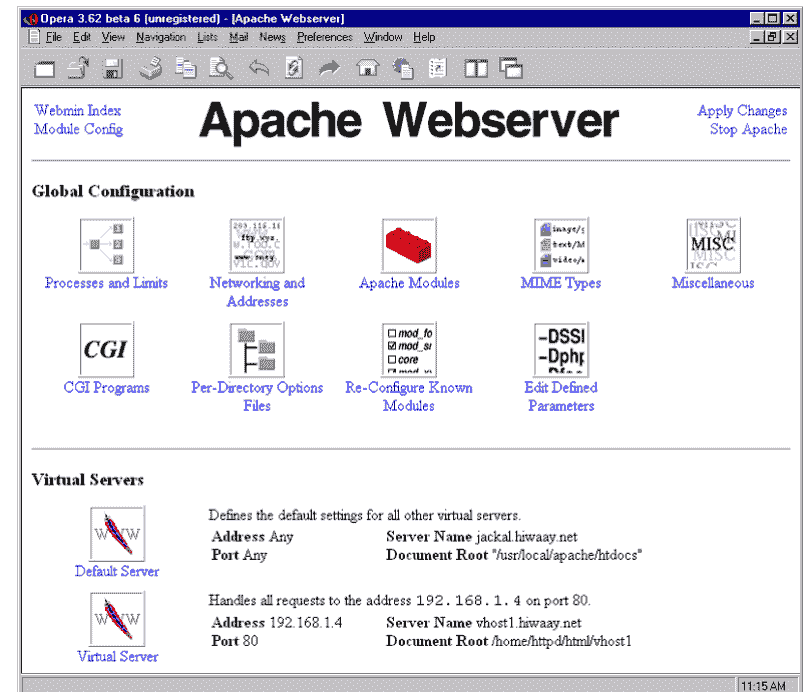 Opera 3.62 beta 6 (unregistered) - [Apache Webserver]
File Edit View Navigation Lists Mail News Preferences Window Help
Webmin Index
Module Config
Apache Webserver
Apply Changes
Stop Apache
Global Configuration
Processes and Limits
Networking and Addresses
Apache Modules
MIME Types
MISC
Miscellaneous
CGI
CGI Programs
Per-Directory Options Files
mod_fo
mod_sr
core
Re-Configure Known Modules
-DSSI
-Dphp
Edit Defined Parameters
Virtual Servers
Default Server
Defines the default settings for all other virtual servers.
Address Any Server Name jackal.hiwaay.net
Port Any Document Root "/usr/local/apache/htdocs"
Virtual Server
Handles all requests to the address 192.168.1.4 on port 80.
Address 192.168.1.4 Server Name vhost1.hiwaay.net
Port 80 Document Root /home/httpd/html/vhost1
11:15 AM